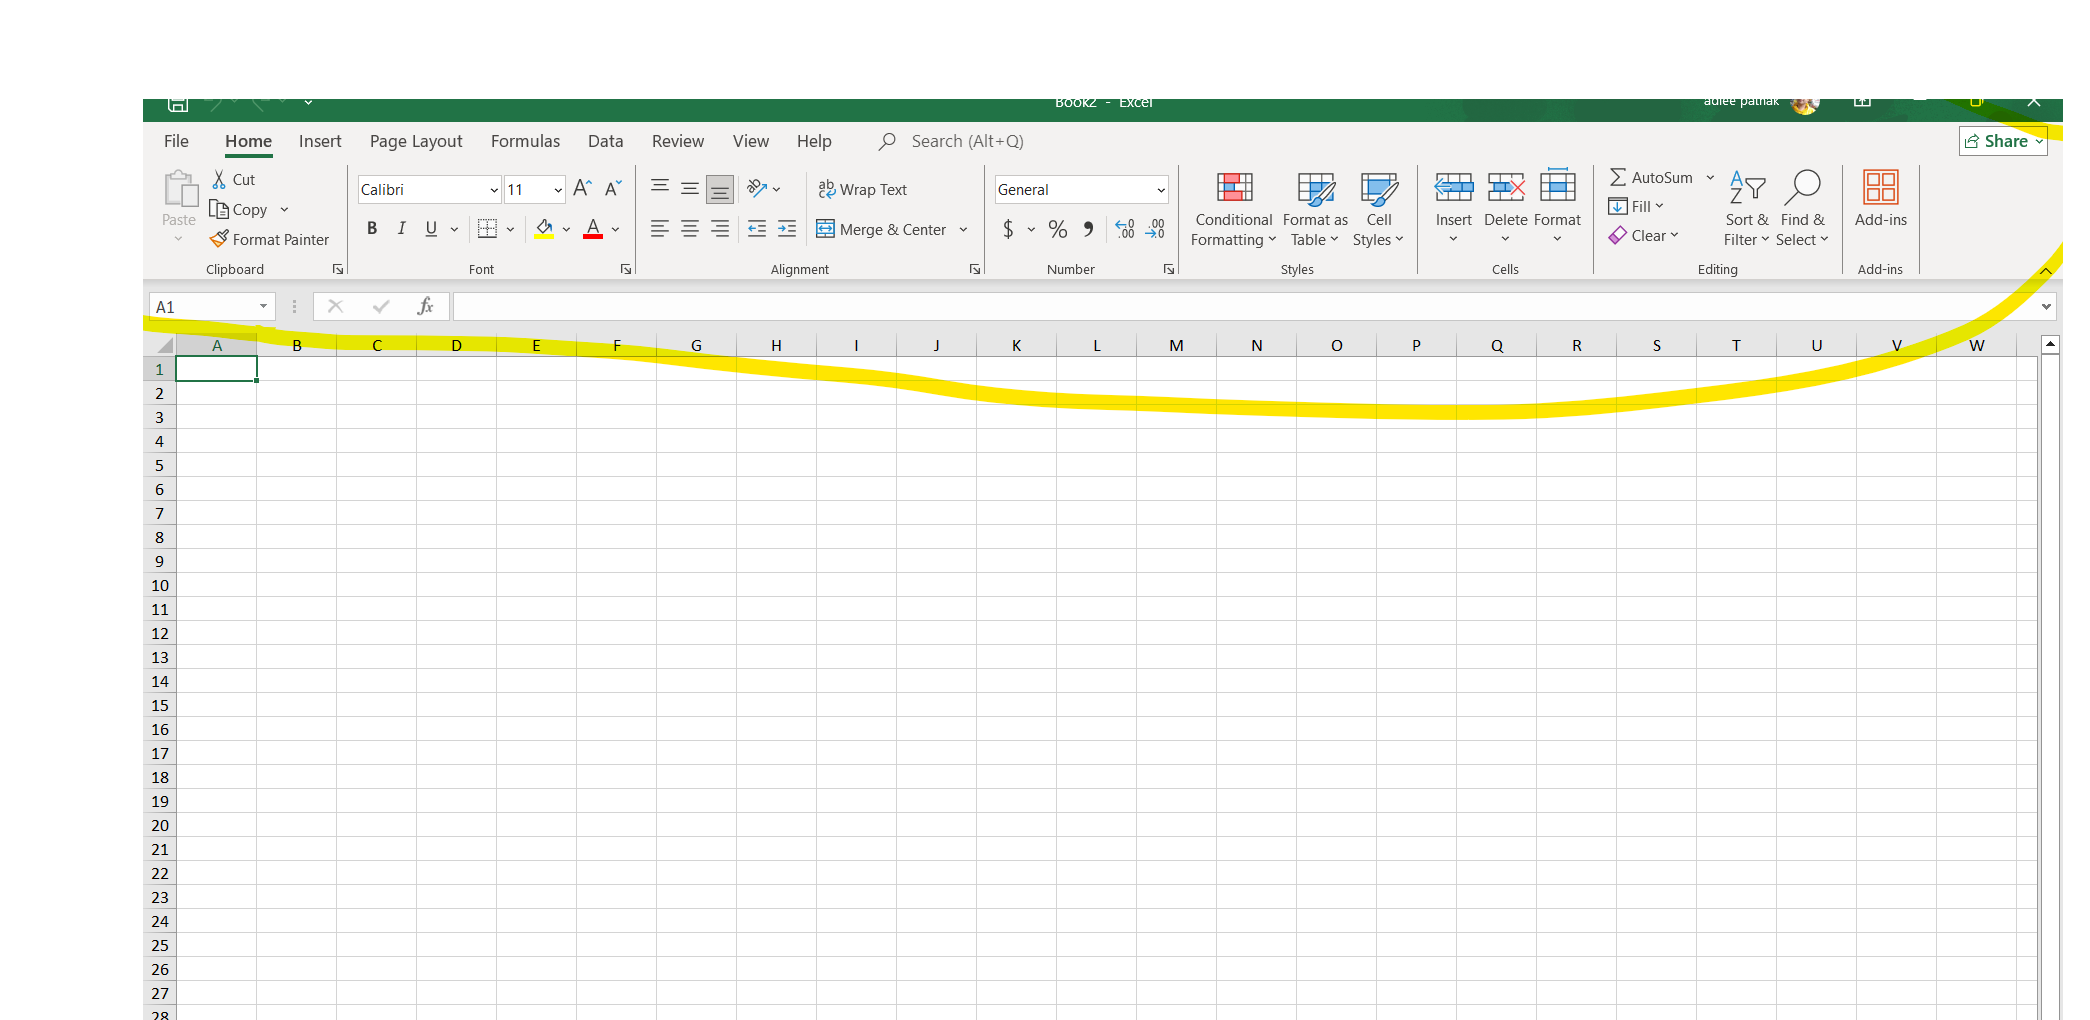 Book2 - Excel adiee pathak
File Home Insert Page Layout Formulas Data Review View Help Search (Alt+Q) Share
Paste Cut Copy Format Painter Clipboard
Calibri 11 B I U A Font
Wrap Text Merge & Center Alignment
General $ % Number
Conditional Formatting Format as Table Cell Styles Styles
Insert Delete Format Cells
AutoSum Fill Clear Sort & Filter Find & Select Editing
Add-ins Add-ins
A1 fx
A B C D E F G H I J K L M N O P Q R S T U V W
1
2
3
4
5
6
7
8
9
10
11
12
13
14
15
16
17
18
19
20
21
22
23
24
25
26
27
28